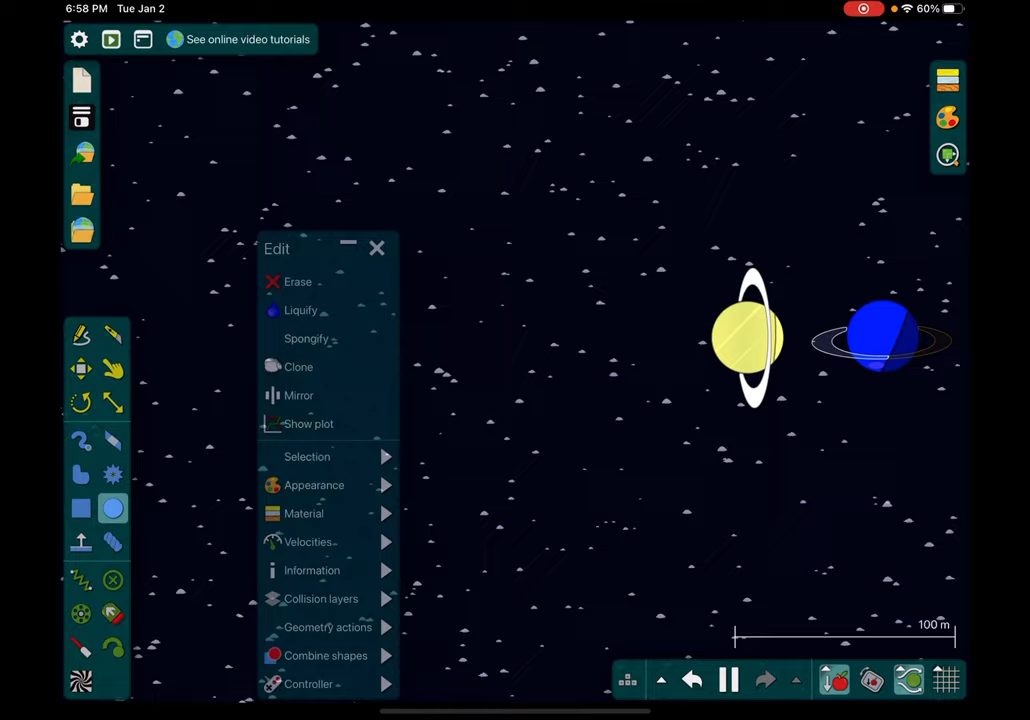 6:58 PM Tue Jan 2
60%
See online video tutorials
Edit
Erase
Liquify
Spongify
Clone
Mirror
Show plot
Selection
Appearance
Material
Velocities
Information
Collision layers
Geometry actions
Combine shapes
Controller
100 m